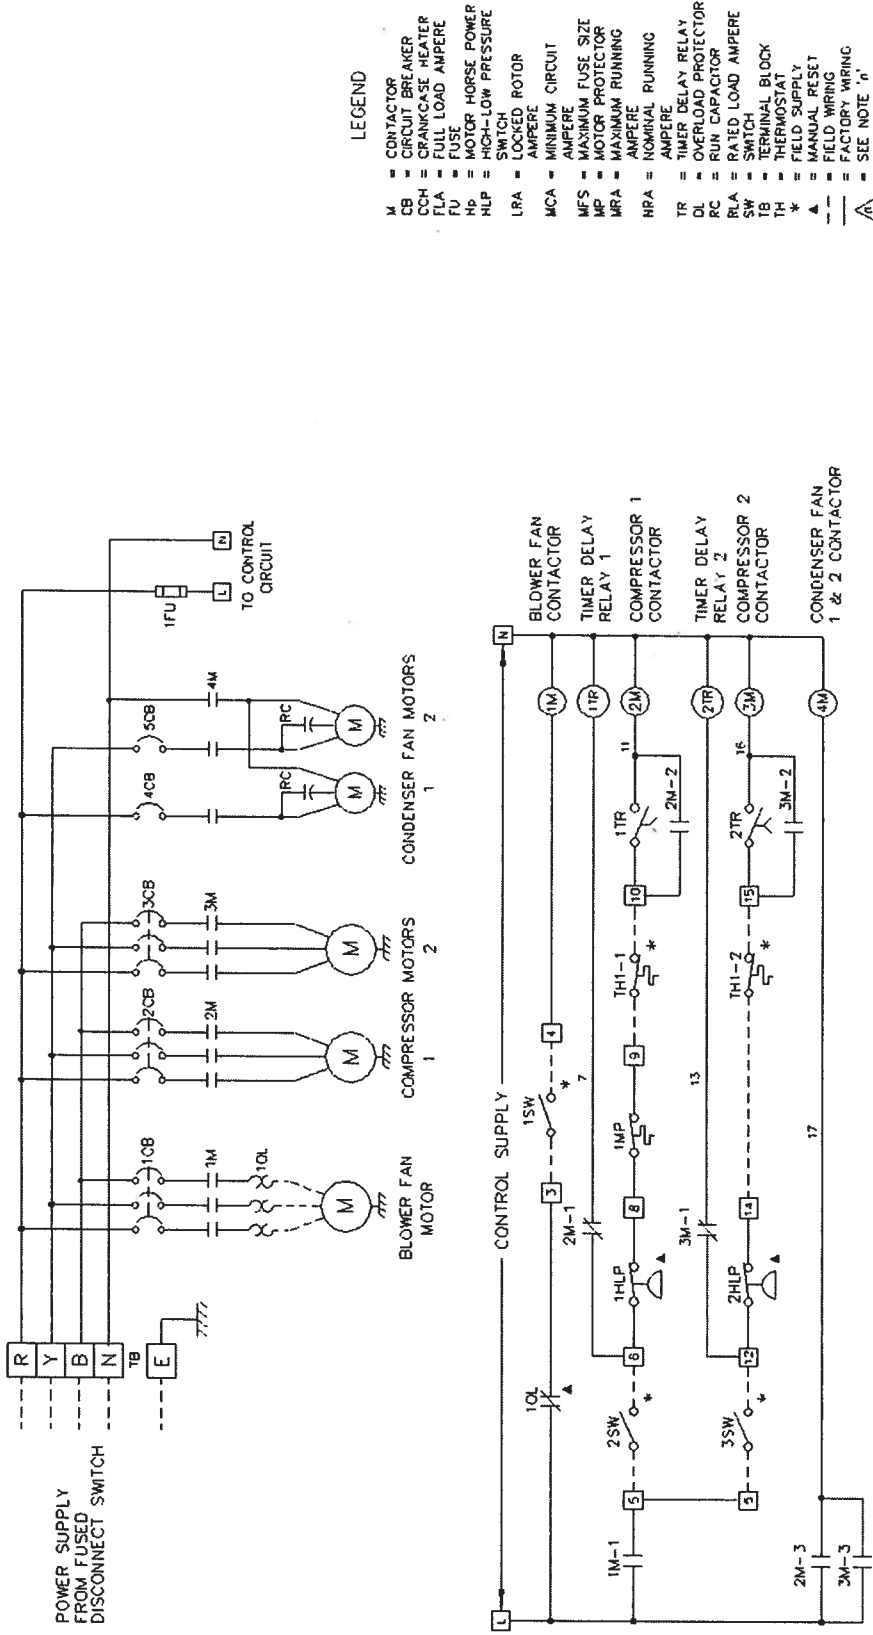 POWER SUPPLY
FROM FUSED
DISCONNECT SWITCH
R
Y
B
N
TB
E
1CB
1M
1OL
M
BLOWER FAN
MOTOR
2CB
2M
M
1
3CB
3M
M
2
COMPRESSOR MOTORS
4CB
5CB
4M
RC
RC
M
M
CONDENSER FAN MOTORS
1
2
1FU
L
N
TO CONTROL
CIRCUIT
LEGEND
M = CONTACTOR
CB = CIRCUIT BREAKER
CCH = CRANKCASE HEATER
FLA = FULL LOAD AMPERE
FU = FUSE
Hp = MOTOR HORSE POWER
HLP = HIGH-LOW PRESSURE
SWITCH
LRA = LOCKED ROTOR
AMPERE
MCA = MINIMUM CIRCUIT
AMPERE
MFS = MAXIMUM FUSE SIZE
MP = MOTOR PROTECTOR
MRA = MAXIMUM RUNNING
AMPERE
NRA = NOMINAL RUNNING
AMPERE
TR = TIMER DELAY RELAY
OL = OVERLOAD PROTECTOR
RC = RUN CAPACITOR
RLA = RATED LOAD AMPERE
SW = SWITCH
TB = TERMINAL BLOCK
TH = THERMOSTAT
* = FIELD SUPPLY
▲ = MANUAL RESET
--- = FIELD WIRING
— = FACTORY WIRING
= SEE NOTE 'n'
L
CONTROL SUPPLY
N
1OL
▲
3
1SW
*
4
1M
BLOWER FAN
CONTACTOR
2M-1
7
1TR
TIMER DELAY
RELAY 1
1M-1
5
2SW
*
6
1HLP
▲
8
1MP
9
TH1-1
*
10
1TR
2M-2
11
2M
COMPRESSOR 1
CONTACTOR
3M-1
13
2TR
TIMER DELAY
RELAY 2
5
3SW
*
12
2HLP
▲
14
TH1-2
*
15
2TR
3M-2
16
3M
COMPRESSOR 2
CONTACTOR
2M-3
3M-3
17
4M
CONDENSER FAN
1 & 2 CONTACTOR